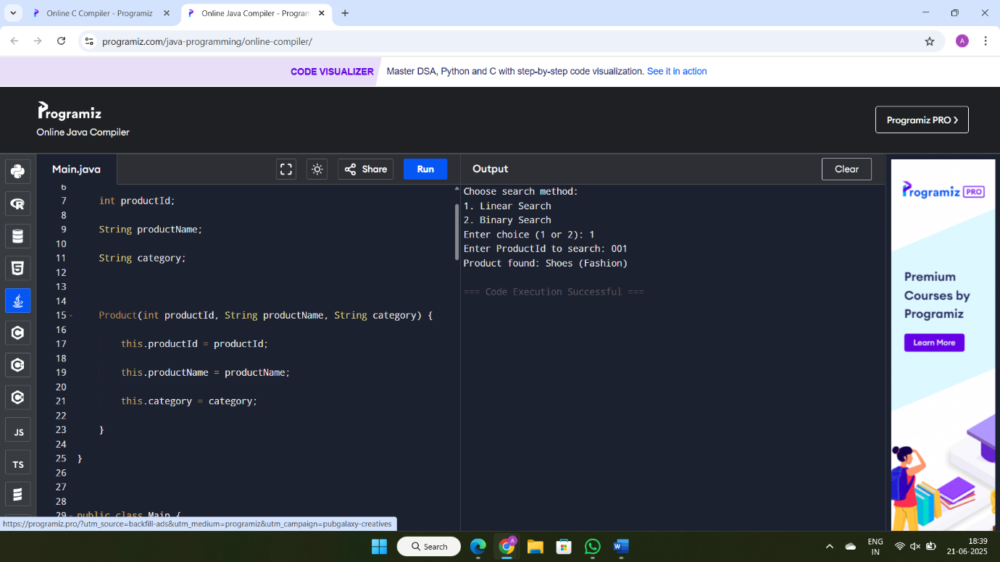 Online C Compiler - Programiz
Online Java Compiler - Program
programiz.com/java-programming/online-compiler/
A
CODE VISUALIZER Master DSA, Python and C with step-by-step code visualization. See it in action
Programiz
Online Java Compiler
Programiz PRO
Main.java
Share
Run
Output
Clear
6
7 int productId;
8
9 String productName;
10
11 String category;
12
13
14
15 Product(int productId, String productName, String category) {
16
17 this.productId = productId;
18
19 this.productName = productName;
20
21 this.category = category;
22
23 }
24
25 }
26
27
28
29 public class Main {
JS
TS
Choose search method:
1. Linear Search
2. Binary Search
Enter choice (1 or 2): 1
Enter ProductId to search: 001
Product found: Shoes (Fashion)
=== Code Execution Successful ===
Programiz PRO
Premium
Courses by
Programiz
Learn More
https://programiz.pro/?utm_source=backfill-ads&utm_medium=programiz&utm_campaign=pubgalaxy-creatives
Search
A
W
ENG
IN
18:39
21-06-2025